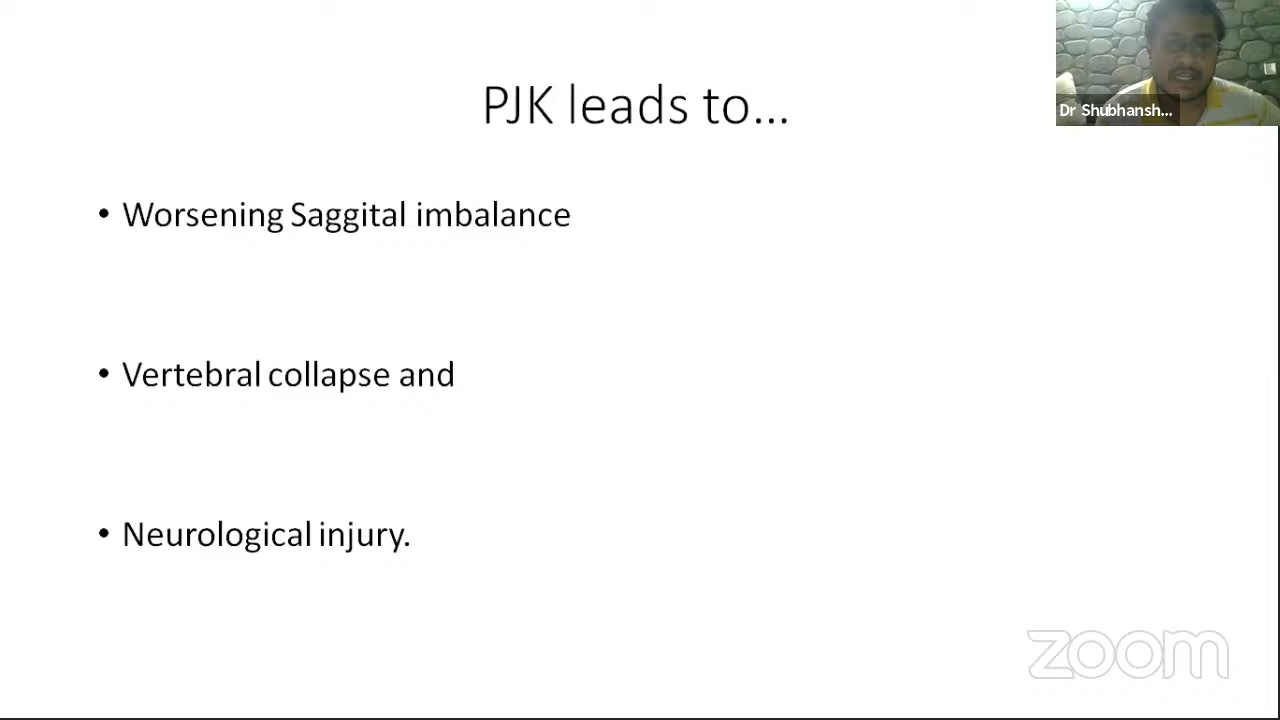 PJK leads to...
Dr Shubhansh...
• Worsening Saggital imbalance
• Vertebral collapse and
• Neurological injury.
zoom